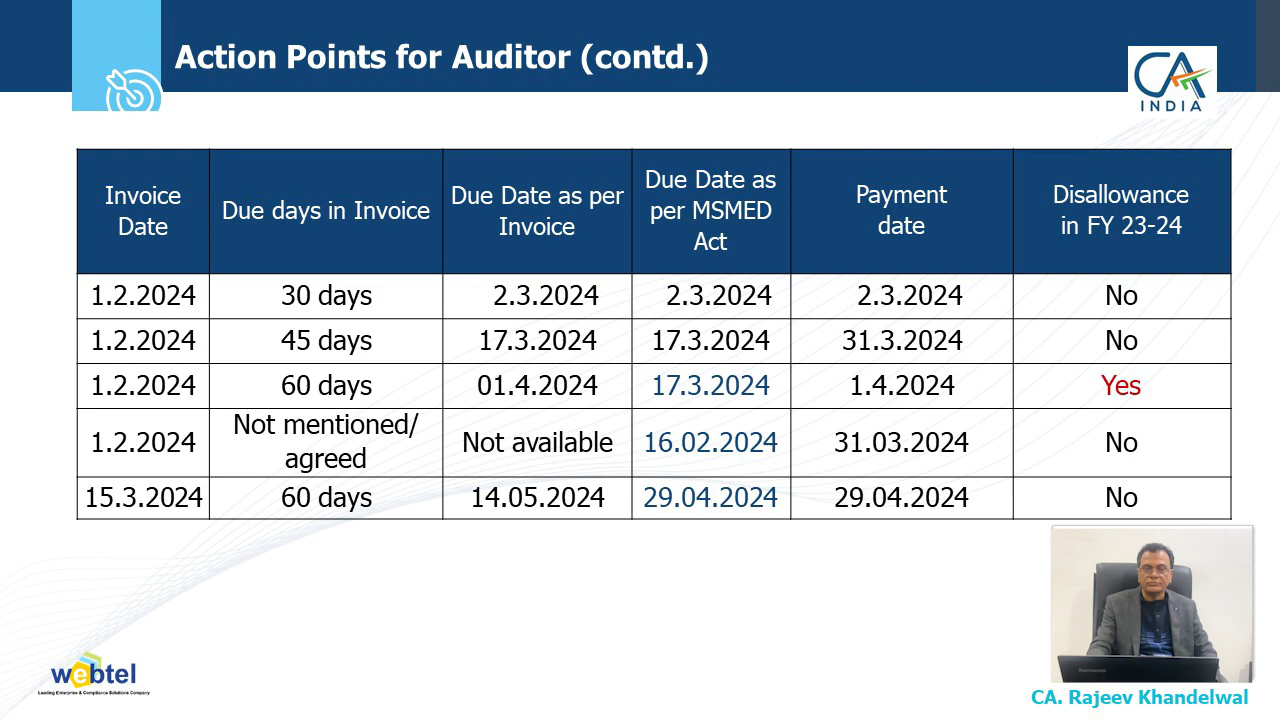 Action Points for Auditor (contd.)
CA
INDIA
Invoice Date | Due days in Invoice | Due Date as per Invoice | Due Date as per MSMED Act | Payment date | Disallowance in FY 23-24
1.2.2024 | 30 days | 2.3.2024 | 2.3.2024 | 2.3.2024 | No
1.2.2024 | 45 days | 17.3.2024 | 17.3.2024 | 31.3.2024 | No
1.2.2024 | 60 days | 01.4.2024 | 17.3.2024 | 1.4.2024 | Yes
1.2.2024 | Not mentioned/ agreed | Not available | 16.02.2024 | 31.03.2024 | No
15.3.2024 | 60 days | 14.05.2024 | 29.04.2024 | 29.04.2024 | No
webtel
Leading Enterprise & Compliance Solutions Company
CA. Rajeev Khandelwal